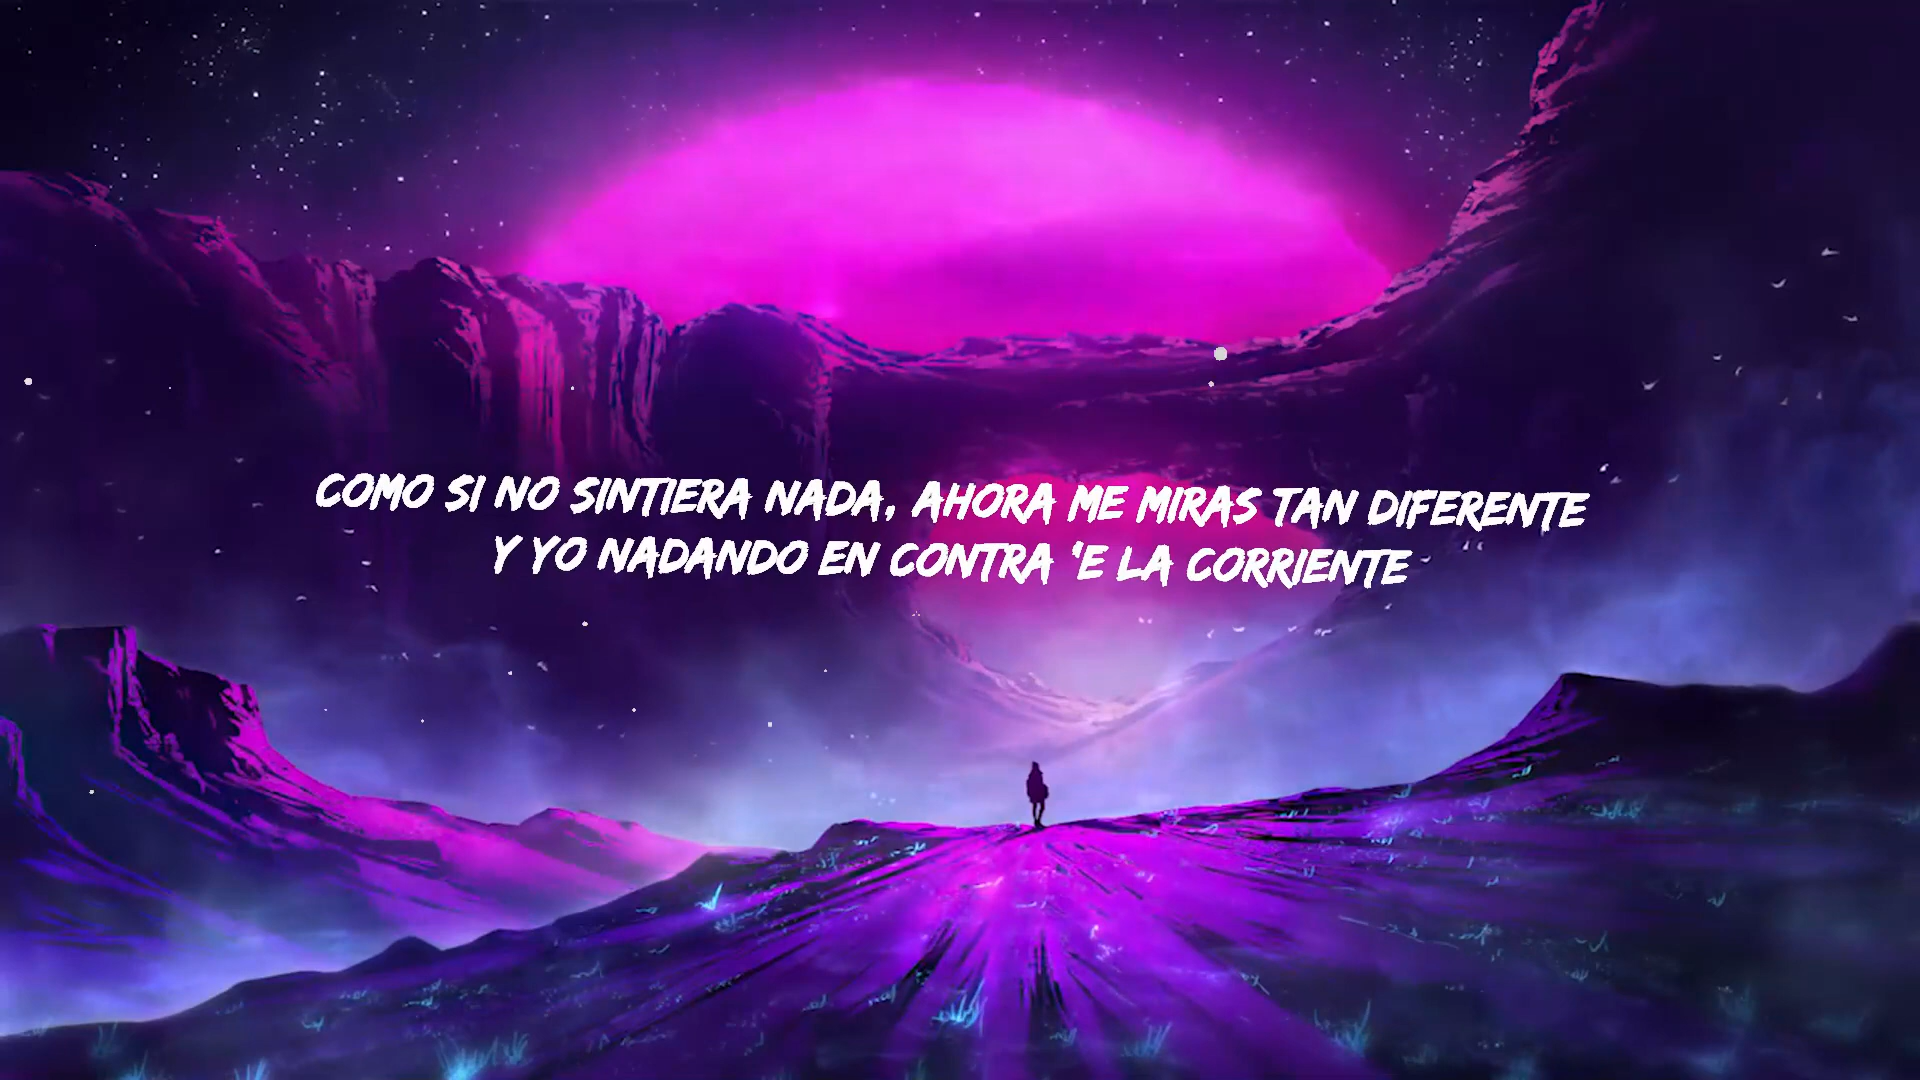 COMO SI NO SINTIERA NADA, AHORA ME MIRAS TAN DIFERENTE
Y YO NADANDO EN CONTRA 'E LA CORRIENTE